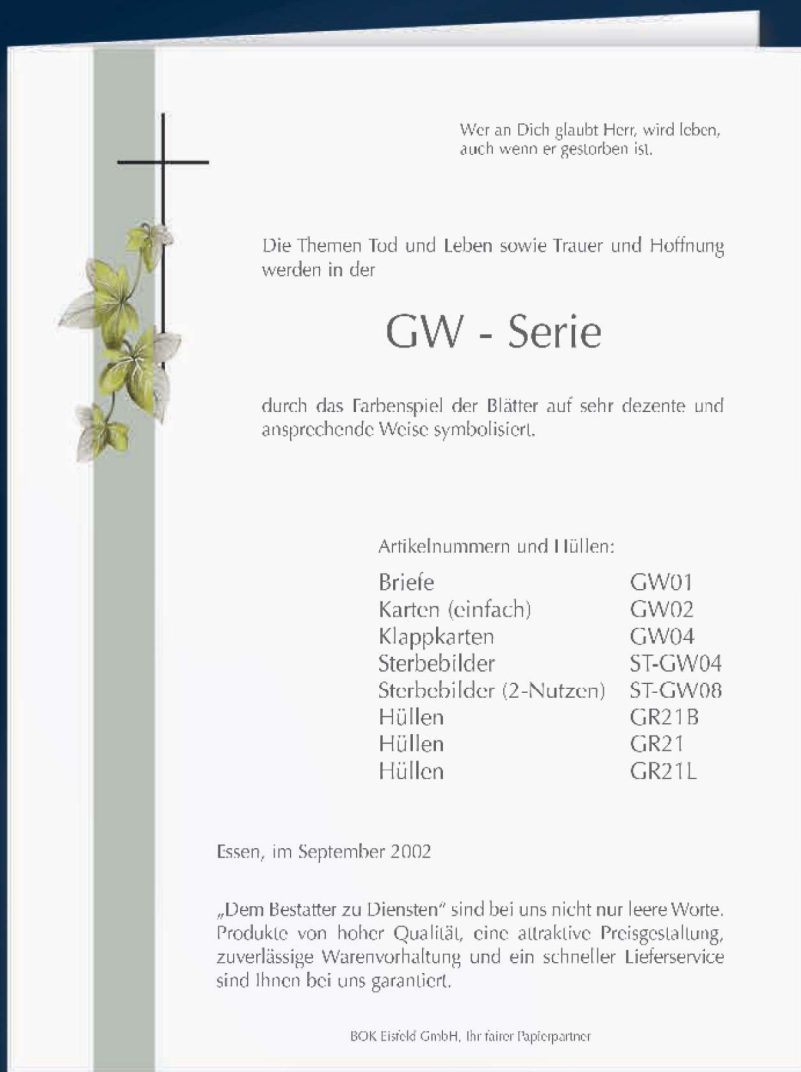 Wer an Dich glaubt Herr, wird leben,
auch wenn er gestorben ist.
Die Themen Tod und Leben sowie Trauer und Hoffnung
werden in der
GW - Serie
durch das Farbenspiel der Blätter auf sehr dezente und
ansprechende Weise symbolisiert.
Artikelnummern und Hüllen:
Briefe GW01
Karten (einfach) GW02
Klappkarten GW04
Sterbebilder ST-GW04
Sterbebilder (2-Nutzen) ST-GW08
Hüllen GR21B
Hüllen GR21
Hüllen GR21L
Essen, im September 2002
„Dem Bestatter zu Diensten“ sind bei uns nicht nur leere Worte.
Produkte von hoher Qualität, eine attraktive Preisgestaltung,
zuverlässige Warenvorhaltung und ein schneller Lieferservice
sind Ihnen bei uns garantiert.
BOK Eisfeld GmbH, Ihr fairer Papierpartner